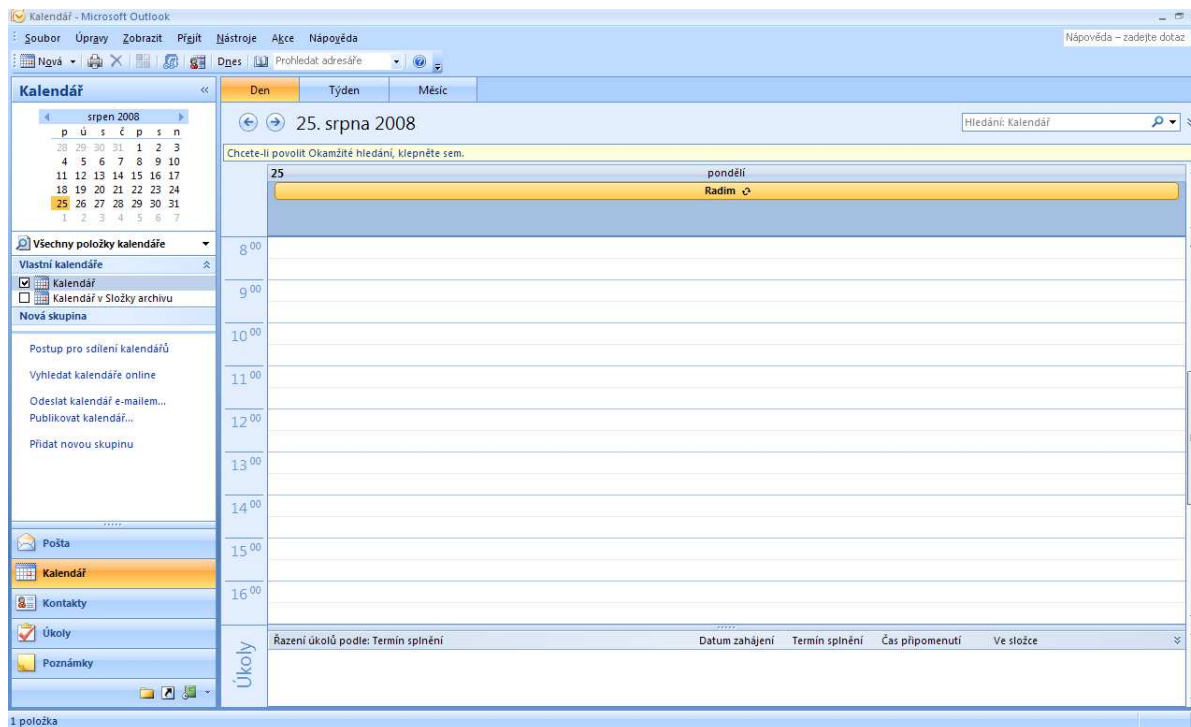 Kalendář - Microsoft Outlook
Soubor Úpravy Zobrazit Přejít Nástroje Akce Nápověda
Nápověda – zadejte dotaz
Nová Dnes Prohledat adresáře
Kalendář «
srpen 2008
p ú s č p s n
28 29 30 31 1 2 3
4 5 6 7 8 9 10
11 12 13 14 15 16 17
18 19 20 21 22 23 24
25 26 27 28 29 30 31
1 2 3 4 5 6 7
Všechny položky kalendáře
Vlastní kalendáře
Kalendář
Kalendář v Složky archivu
Nová skupina
Postup pro sdílení kalendářů
Vyhledat kalendáře online
Odeslat kalendář e-mailem...
Publikovat kalendář...
Přidat novou skupinu
Pošta
Kalendář
Kontakty
Úkoly
Poznámky
Den Týden Měsíc
25. srpna 2008
Hledání: Kalendář
Chcete-li povolit Okamžité hledání, klepněte sem.
25 pondělí
Radim
8 00
9 00
10 00
11 00
12 00
13 00
14 00
15 00
16 00
Úkoly
Řazení úkolů podle: Termín splnění Datum zahájení Termín splnění Čas připomenutí Ve složce
1 položka